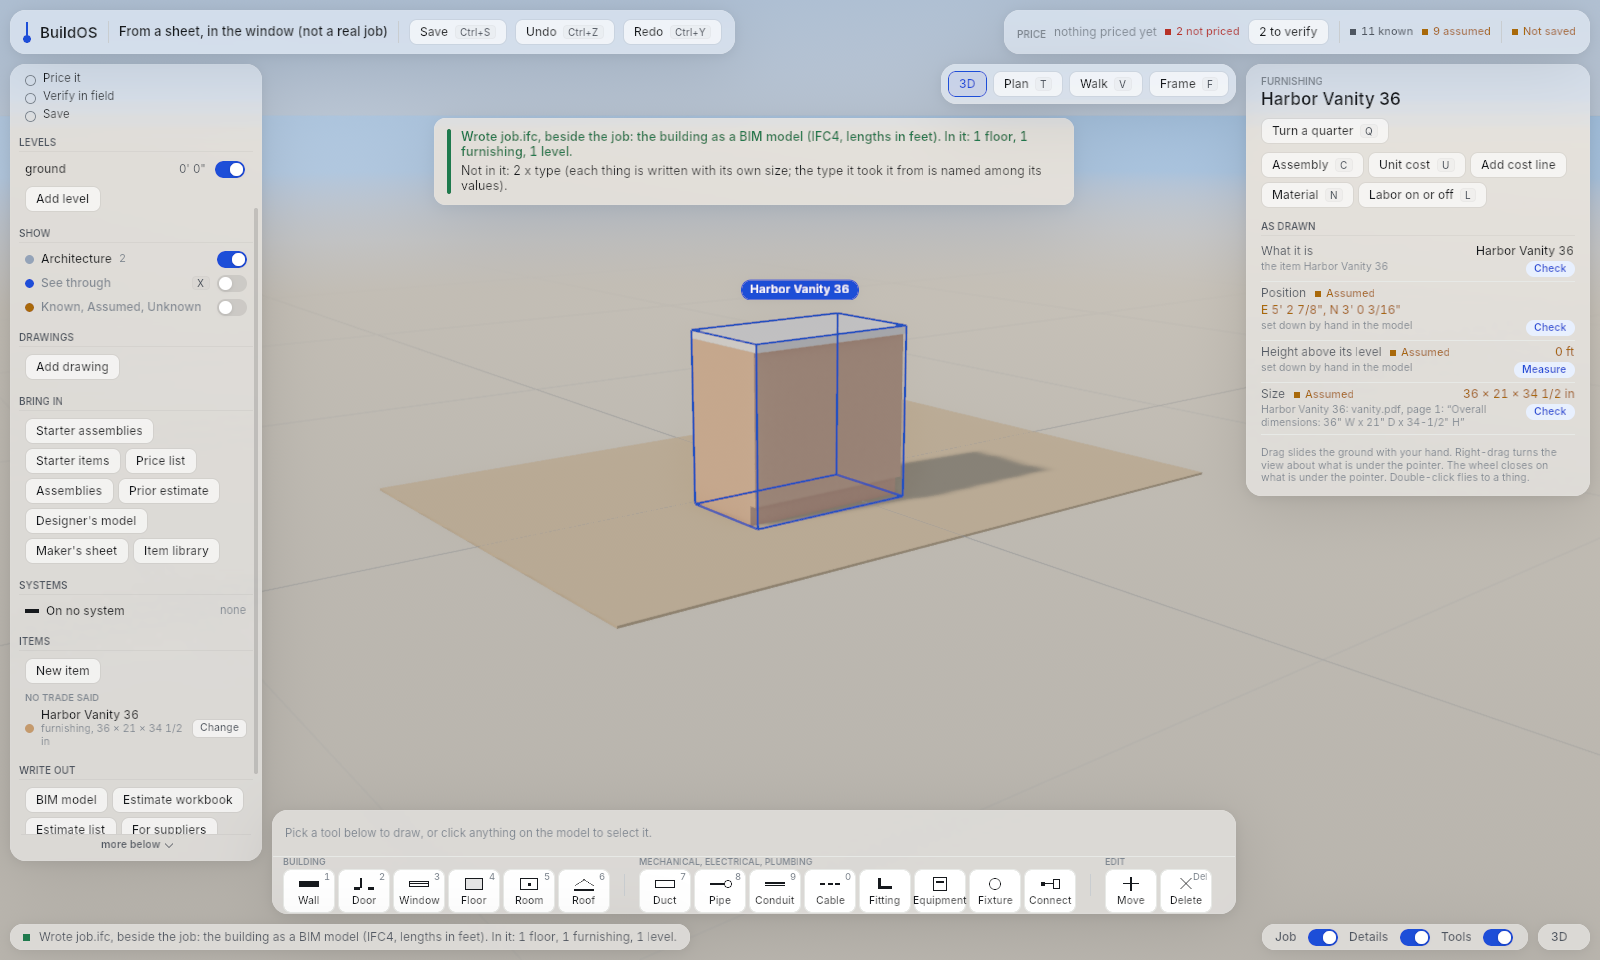 BuildOS
From a sheet, in the window (not a real job)
Save Ctrl+S
Undo Ctrl+Z
Redo Ctrl+Y
PRICE nothing priced yet 2 not priced 2 to verify 11 known 9 assumed Not saved
Price it
Verify in field
Save
LEVELS
ground 0' 0"
Add level
SHOW
Architecture 2
See through X
Known, Assumed, Unknown
DRAWINGS
Add drawing
BRING IN
Starter assemblies
Starter items Price list
Assemblies Prior estimate
Designer's model
Maker's sheet Item library
SYSTEMS
On no system none
ITEMS
New item
NO TRADE SAID
Harbor Vanity 36
furnishing, 36 × 21 × 34 1/2
in
Change
WRITE OUT
BIM model Estimate workbook
Estimate list For suppliers
more below
3D Plan T Walk V Frame F
Wrote job.ifc, beside the job: the building as a BIM model (IFC4, lengths in feet). In it: 1 floor, 1
furnishing, 1 level.
Not in it: 2 x type (each thing is written with its own size; the type it took it from is named among its
values).
Harbor Vanity 36
FURNISHING
Harbor Vanity 36
Turn a quarter Q
Assembly C Unit cost U Add cost line
Material N Labor on or off L
AS DRAWN
What it is Harbor Vanity 36
the item Harbor Vanity 36 Check
Position Assumed
E 5' 2 7/8", N 3' 0 3/16"
set down by hand in the model Check
Height above its level Assumed 0 ft
set down by hand in the model Measure
Size Assumed 36 × 21 × 34 1/2 in
Harbor Vanity 36: vanity.pdf, page 1: "Overall
dimensions: 36" W x 21" D x 34-1/2" H"
Check
Drag slides the ground with your hand. Right-drag turns the
view about what is under the pointer. The wheel closes on
what is under the pointer. Double-click flies to a thing.
Pick a tool below to draw, or click anything on the model to select it.
BUILDING MECHANICAL, ELECTRICAL, PLUMBING EDIT
1 2 3 4 5 6 7 8 9 0 Del
Wall Door Window Floor Room Roof Duct Pipe Conduit Cable Fitting Equipment Fixture Connect Move Delete
Wrote job.ifc, beside the job: the building as a BIM model (IFC4, lengths in feet). In it: 1 floor, 1 furnishing, 1 level.
Job Details Tools 3D